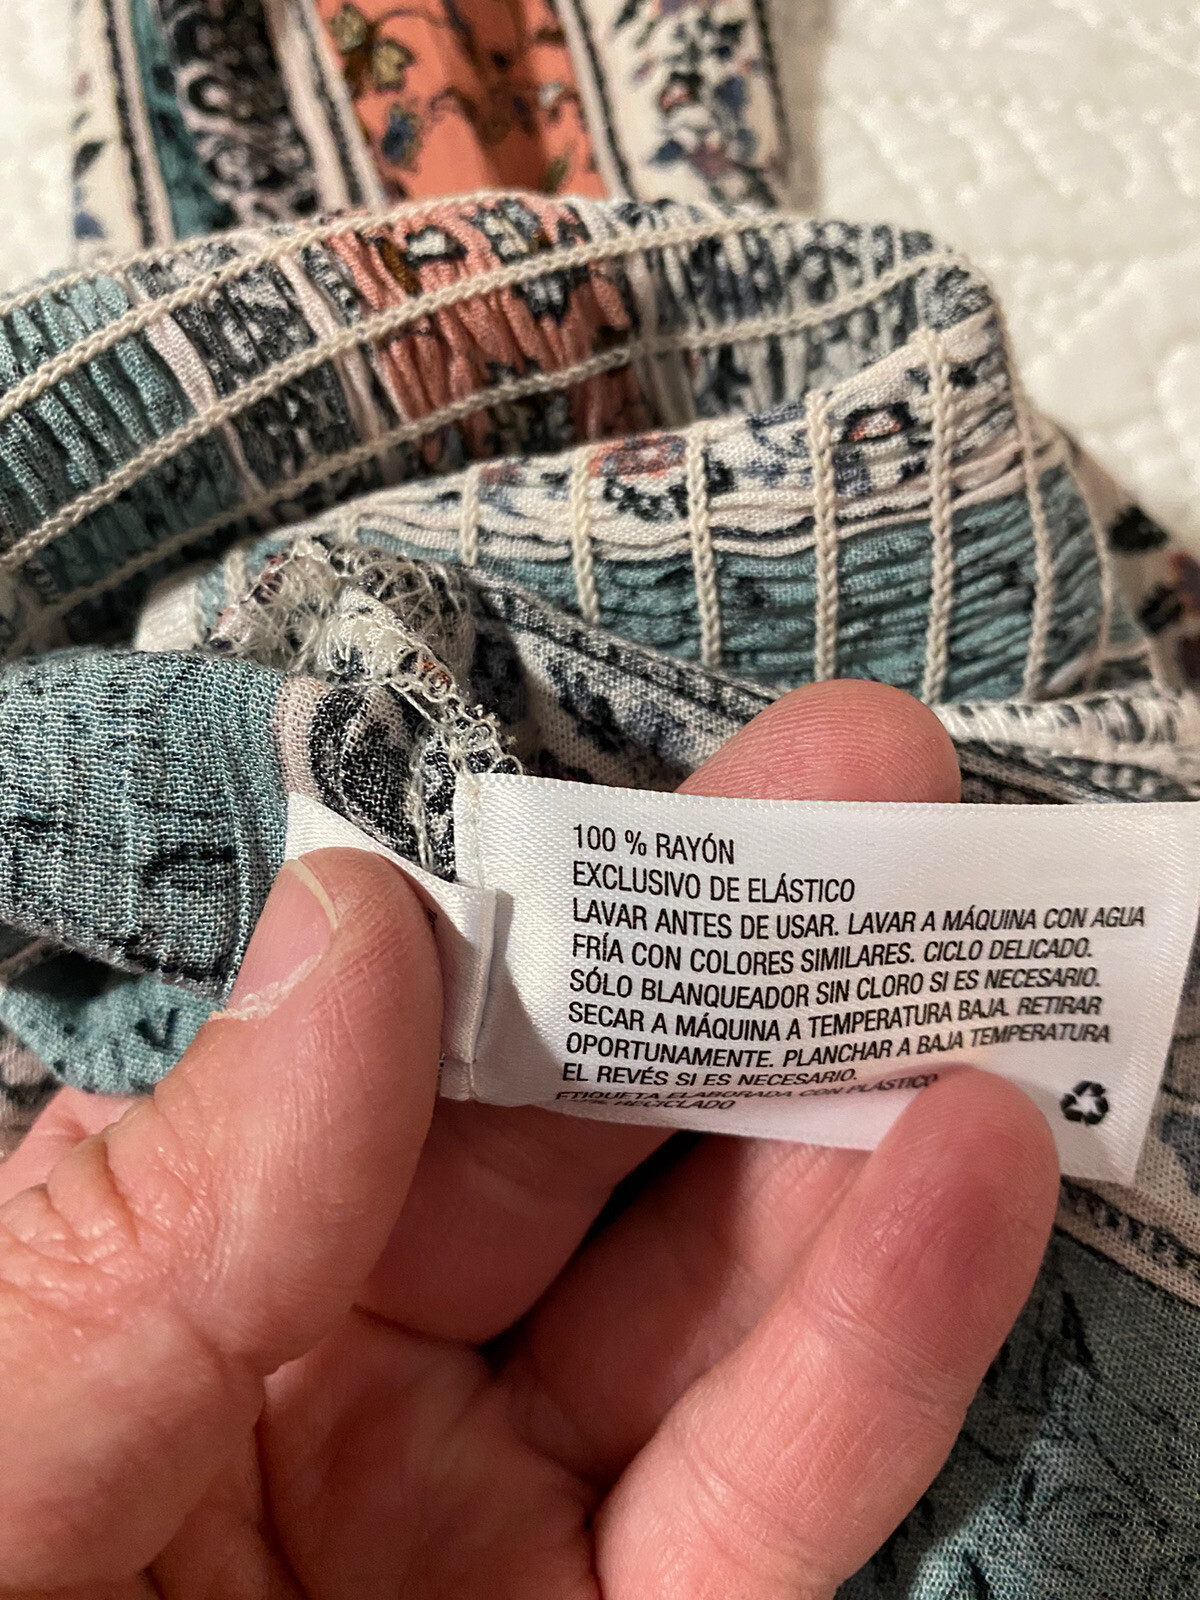 100 % RAYÓN
EXCLUSIVO DE ELÁSTICO
LAVAR ANTES DE USAR. LAVAR A MÁQUINA CON AGUA
FRÍA CON COLORES SIMILARES. CICLO DELICADO.
SÓLO BLANQUEADOR SIN CLORO SI ES NECESARIO.
SECAR A MÁQUINA A TEMPERATURA BAJA. RETIRAR
OPORTUNAMENTE. PLANCHAR A BAJA TEMPERATURA
EL REVÉS SI ES NECESARIO.
ETIQUETA ELABORADA CON PLÁSTICO
RECICLADO